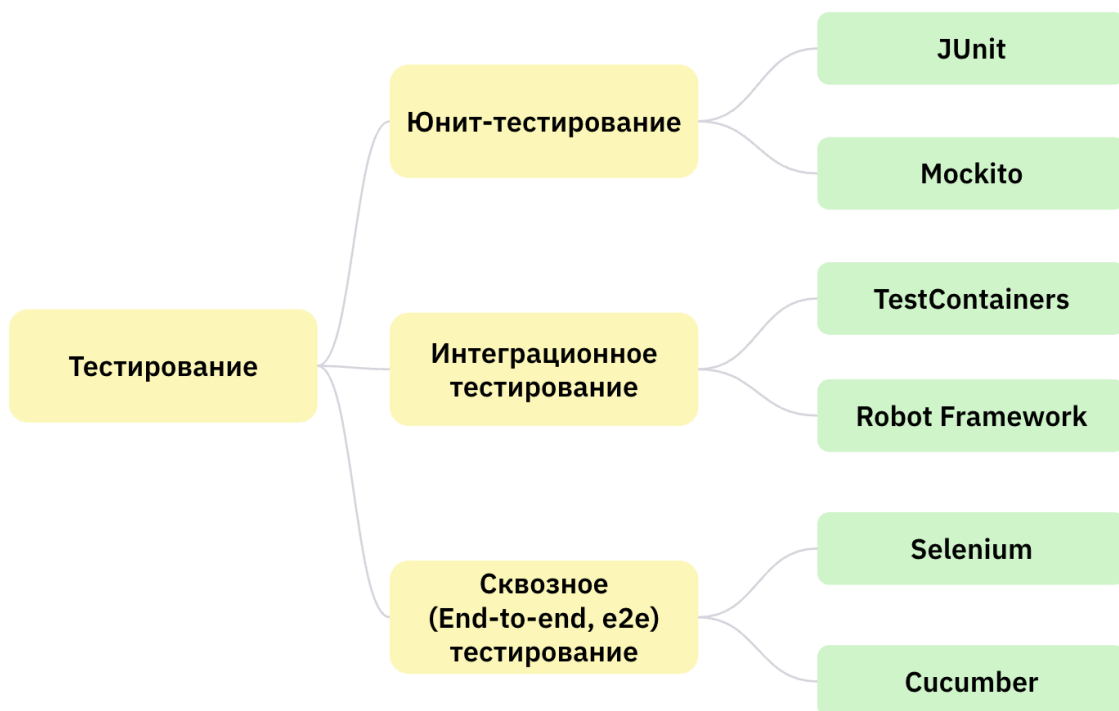 JUnit
Юнит-тестирование
Mockito
TestContainers
Тестирование
Интеграционное
тестирование
Robot Framework
Selenium
Сквозное
(End-to-end, e2e)
тестирование
Cucumber